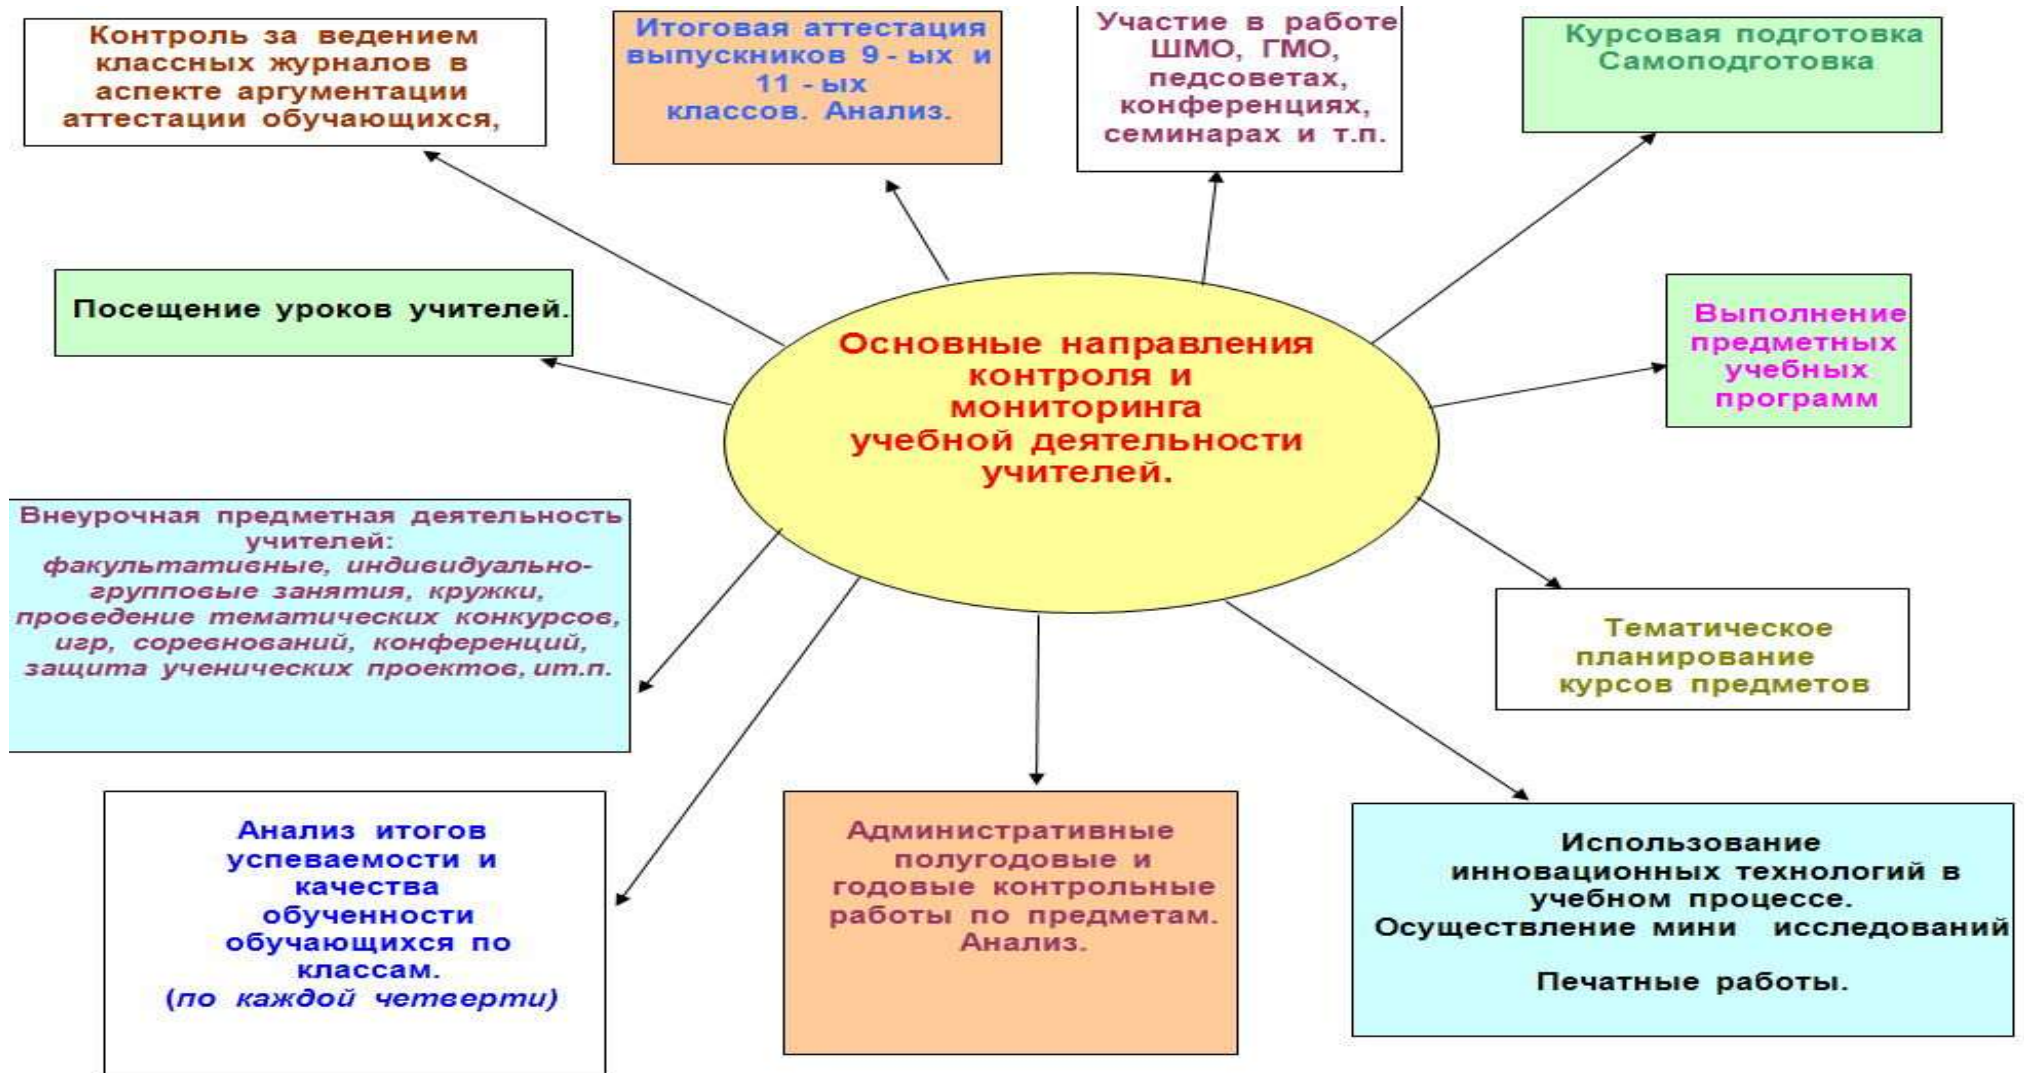 Контроль за ведением
классных журналов в
аспекте аргументации
аттестации обучающихся,
Итоговая аттестация
выпускников 9 - ых и
11 - ых
классов. Анализ.
Участие в работе
ШМО, ГМО,
педсоветах,
конференциях,
семинарах и т.п.
Курсовая подготовка
Самоподготовка
Посещение уроков учителей.
Основные направления
контроля и
мониторинга
учебной деятельности
учителей.
Выполнение
предметных
учебных
программ
Внеурочная предметная деятельность
учителей:
факультативные, индивидуально-
групповые занятия, кружки,
проведение тематических конкурсов,
игр, соревнований, конференций,
защита ученических проектов, ит.п.
Тематическое
планирование
курсов предметов
Анализ итогов
успеваемости и
качества
обученности
обучающихся по
классам.
(по каждой четверти)
Административные
полугодовые и
годовые контрольные
работы по предметам.
Анализ.
Использование
инновационных технологий в
учебном процессе.
Осуществление мини исследований
Печатные работы.